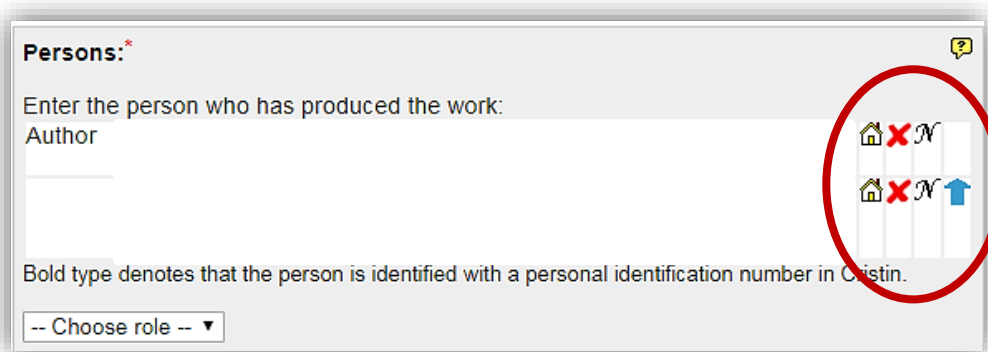 Persons:*
Enter the person who has produced the work:
Author
N
N
Bold type denotes that the person is identified with a personal identification number in Cristin.
-- Choose role --